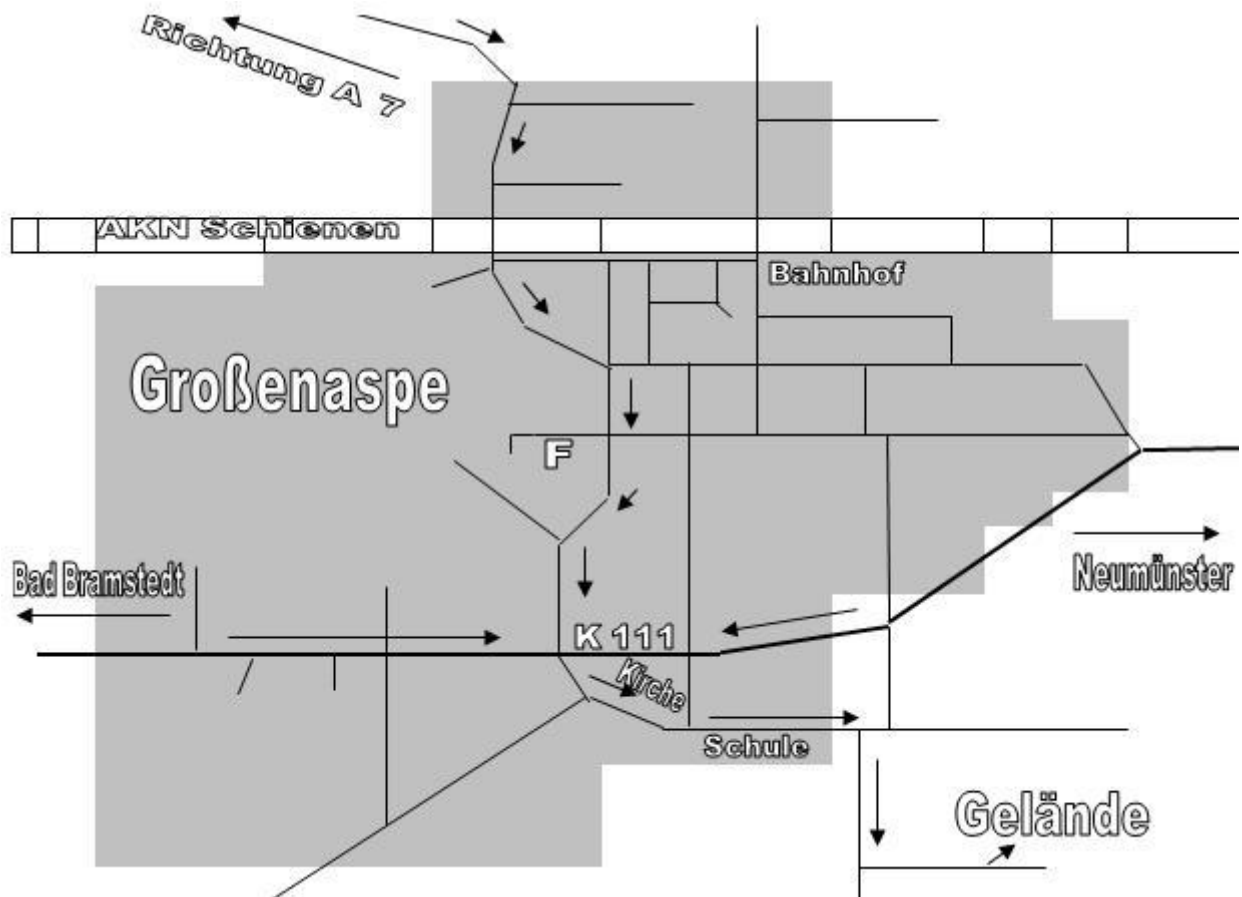 Richtung A 7
AKN Schienen
Bahnhof
Großenaspe
F
Bad Bramstedt
Neumünster
K 111
Kirche
Schule
Gelände